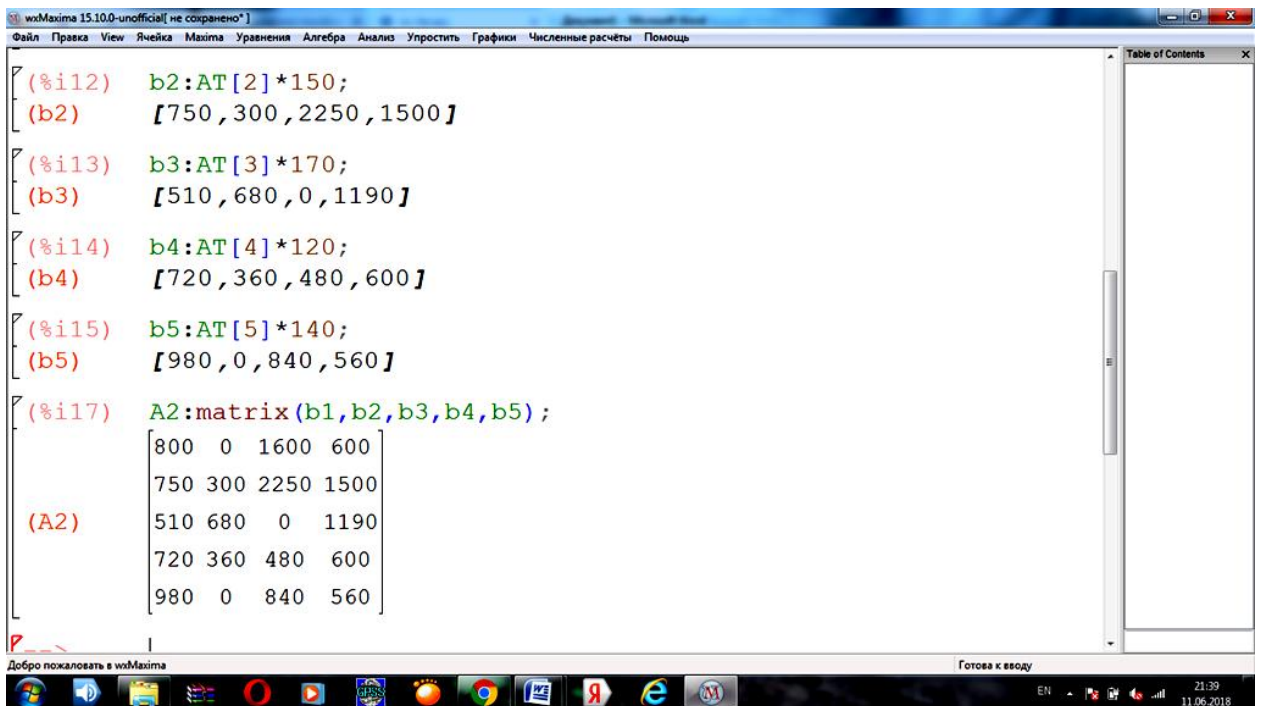 wxMaxima 15.10.0-unofficial[ не сохранено* ]
Файл Правка View Ячейка Maxima Уравнения Алгебра Анализ Упростить Графики Численные расчёты Помощь
Table of Contents
(%i12) b2:AT[2]*150;
(b2) [750,300,2250,1500]
(%i13) b3:AT[3]*170;
(b3) [510,680,0,1190]
(%i14) b4:AT[4]*120;
(b4) [720,360,480,600]
(%i15) b5:AT[5]*140;
(b5) [980,0,840,560]
(%i17) A2:matrix(b1,b2,b3,b4,b5);
800 0 1600 600
750 300 2250 1500
(A2) 510 680 0 1190
720 360 480 600
980 0 840 560
-->
Добро пожаловать в wxMaxima Готова к вводу
GPSS
W
Я
EN 21:39
11.06.2018